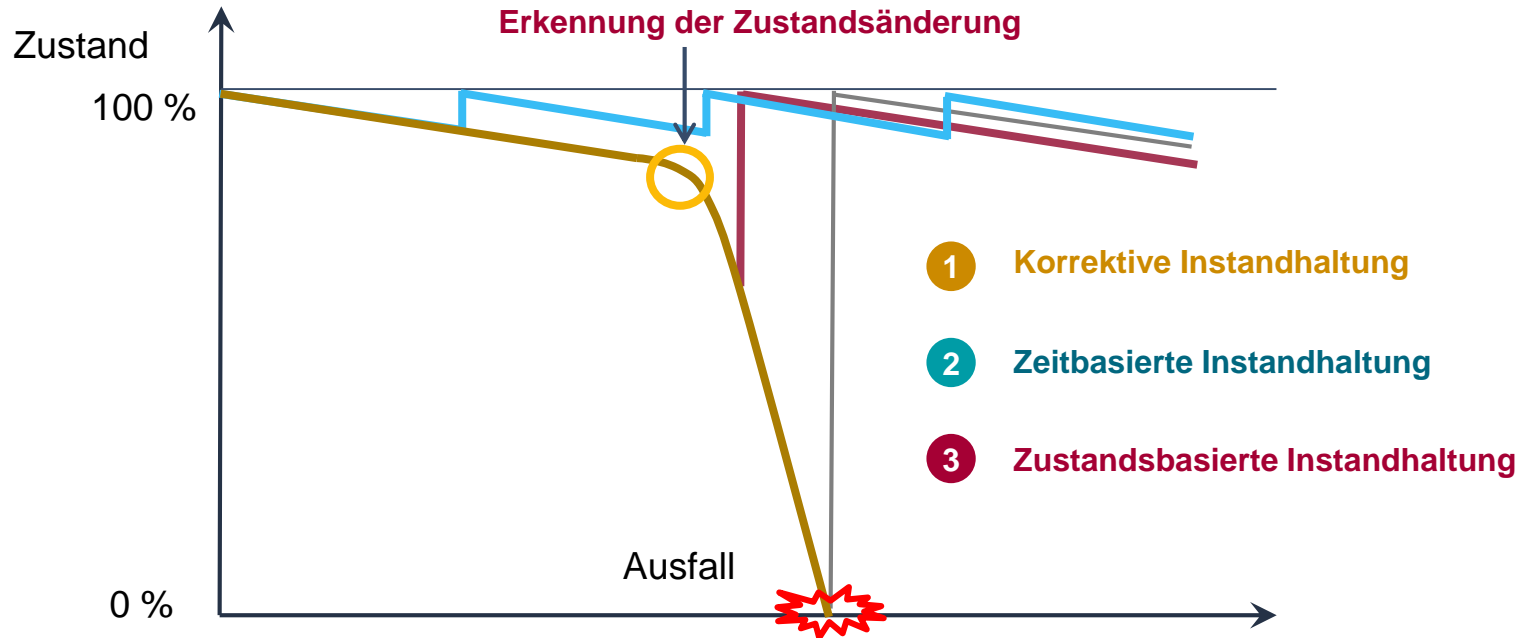 Erkennung der Zustandsänderung
Zustand
100 %
1 Korrektive Instandhaltung
2 Zeitbasierte Instandhaltung
3 Zustandsbasierte Instandhaltung
Ausfall
0 %